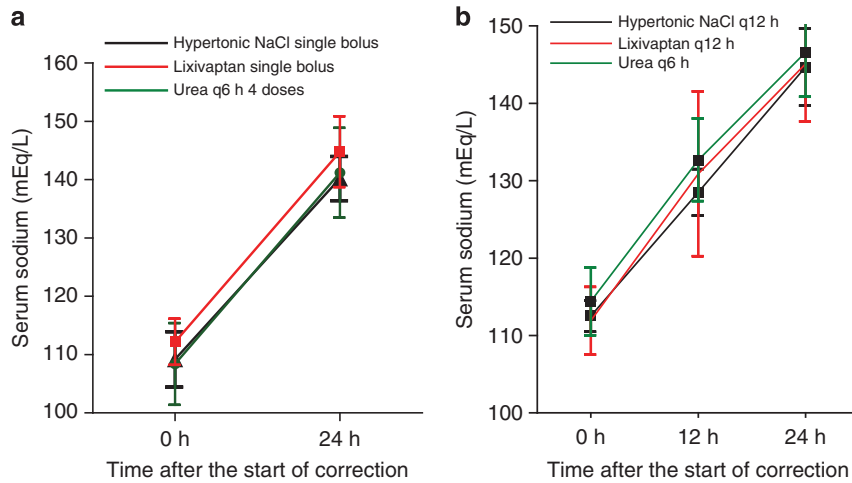 a
Hypertonic NaCl single bolus
Lixivaptan single bolus
Urea q6 h 4 doses
Serum sodium (mEq/L)
160
150
140
130
120
110
100
0 h
24 h
Time after the start of correction
b
Hypertonic NaCl q12 h
Lixivaptan q12 h
Urea q6 h
Serum sodium (mEq/L)
150
140
130
120
110
100
0 h
12 h
24 h
Time after the start of correction